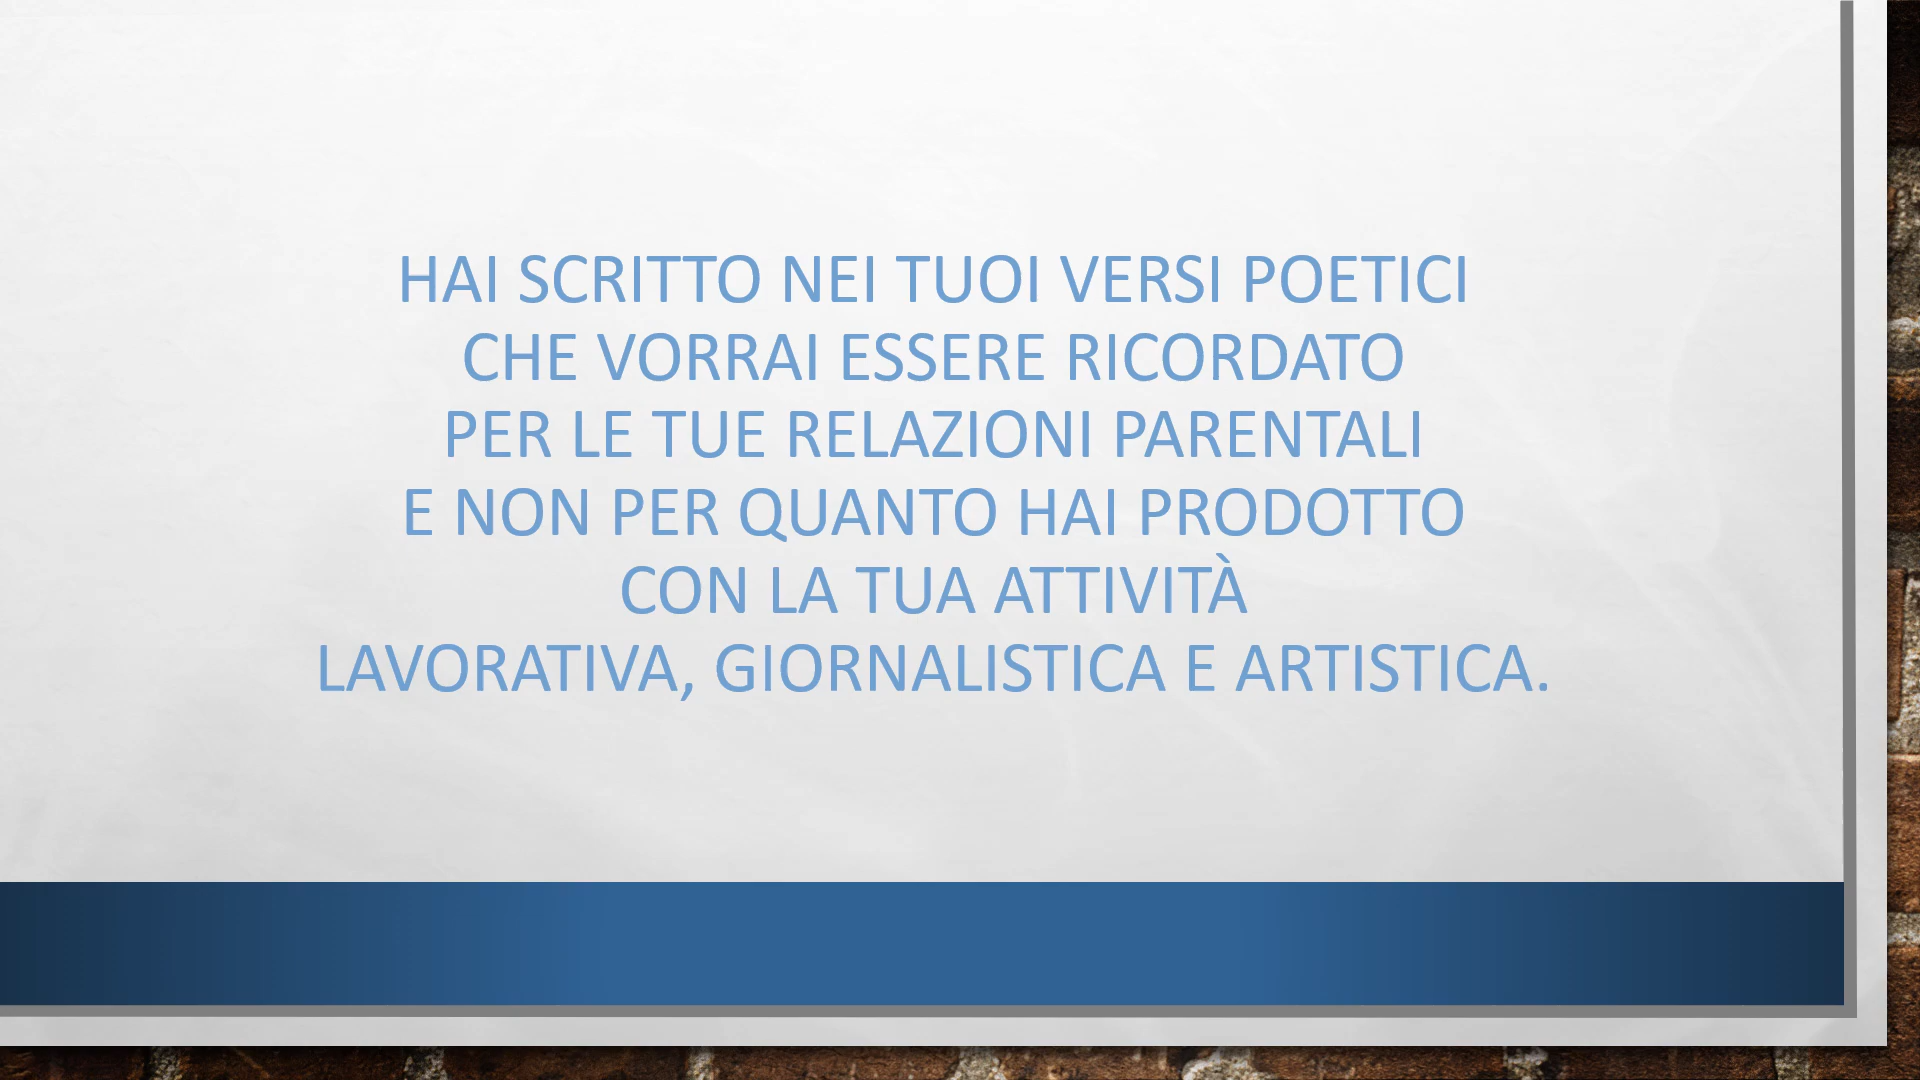 HAI SCRITTO NEI TUOI VERSI POETICI
CHE VORRAI ESSERE RICORDATO
PER LE TUE RELAZIONI PARENTALI
E NON PER QUANTO HAI PRODOTTO
CON LA TUA ATTIVITÀ
LAVORATIVA, GIORNALISTICA E ARTISTICA.